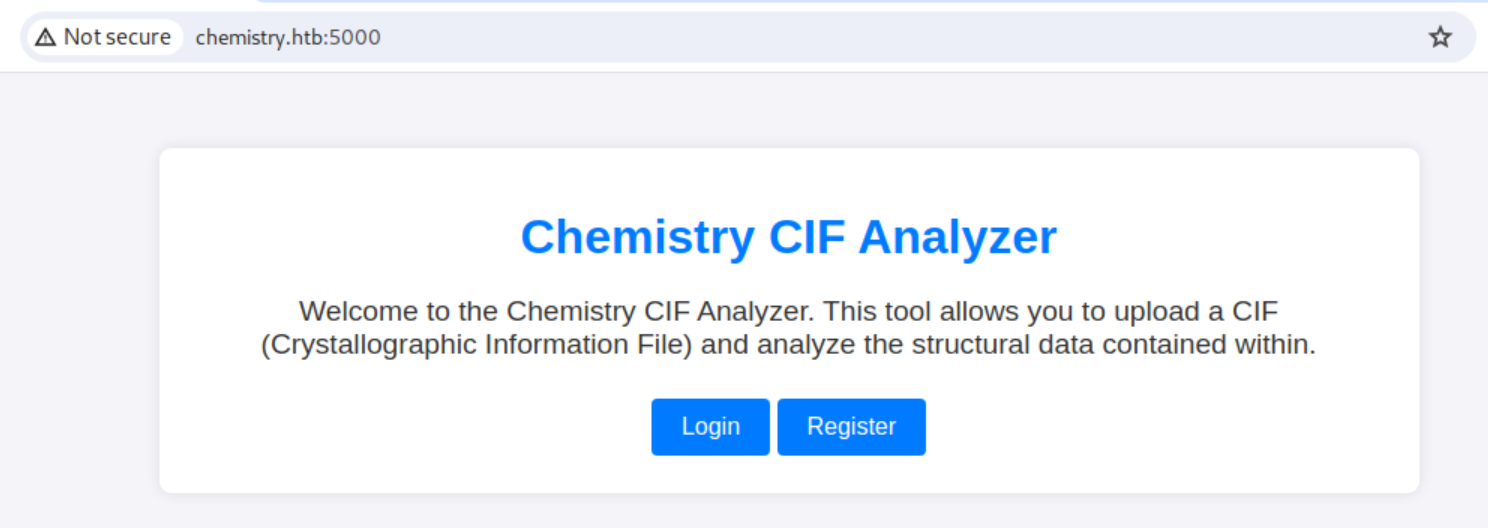 Not secure chemistry.htb:5000
Chemistry CIF Analyzer
Welcome to the Chemistry CIF Analyzer. This tool allows you to upload a CIF
(Crystallographic Information File) and analyze the structural data contained within.
Login Register